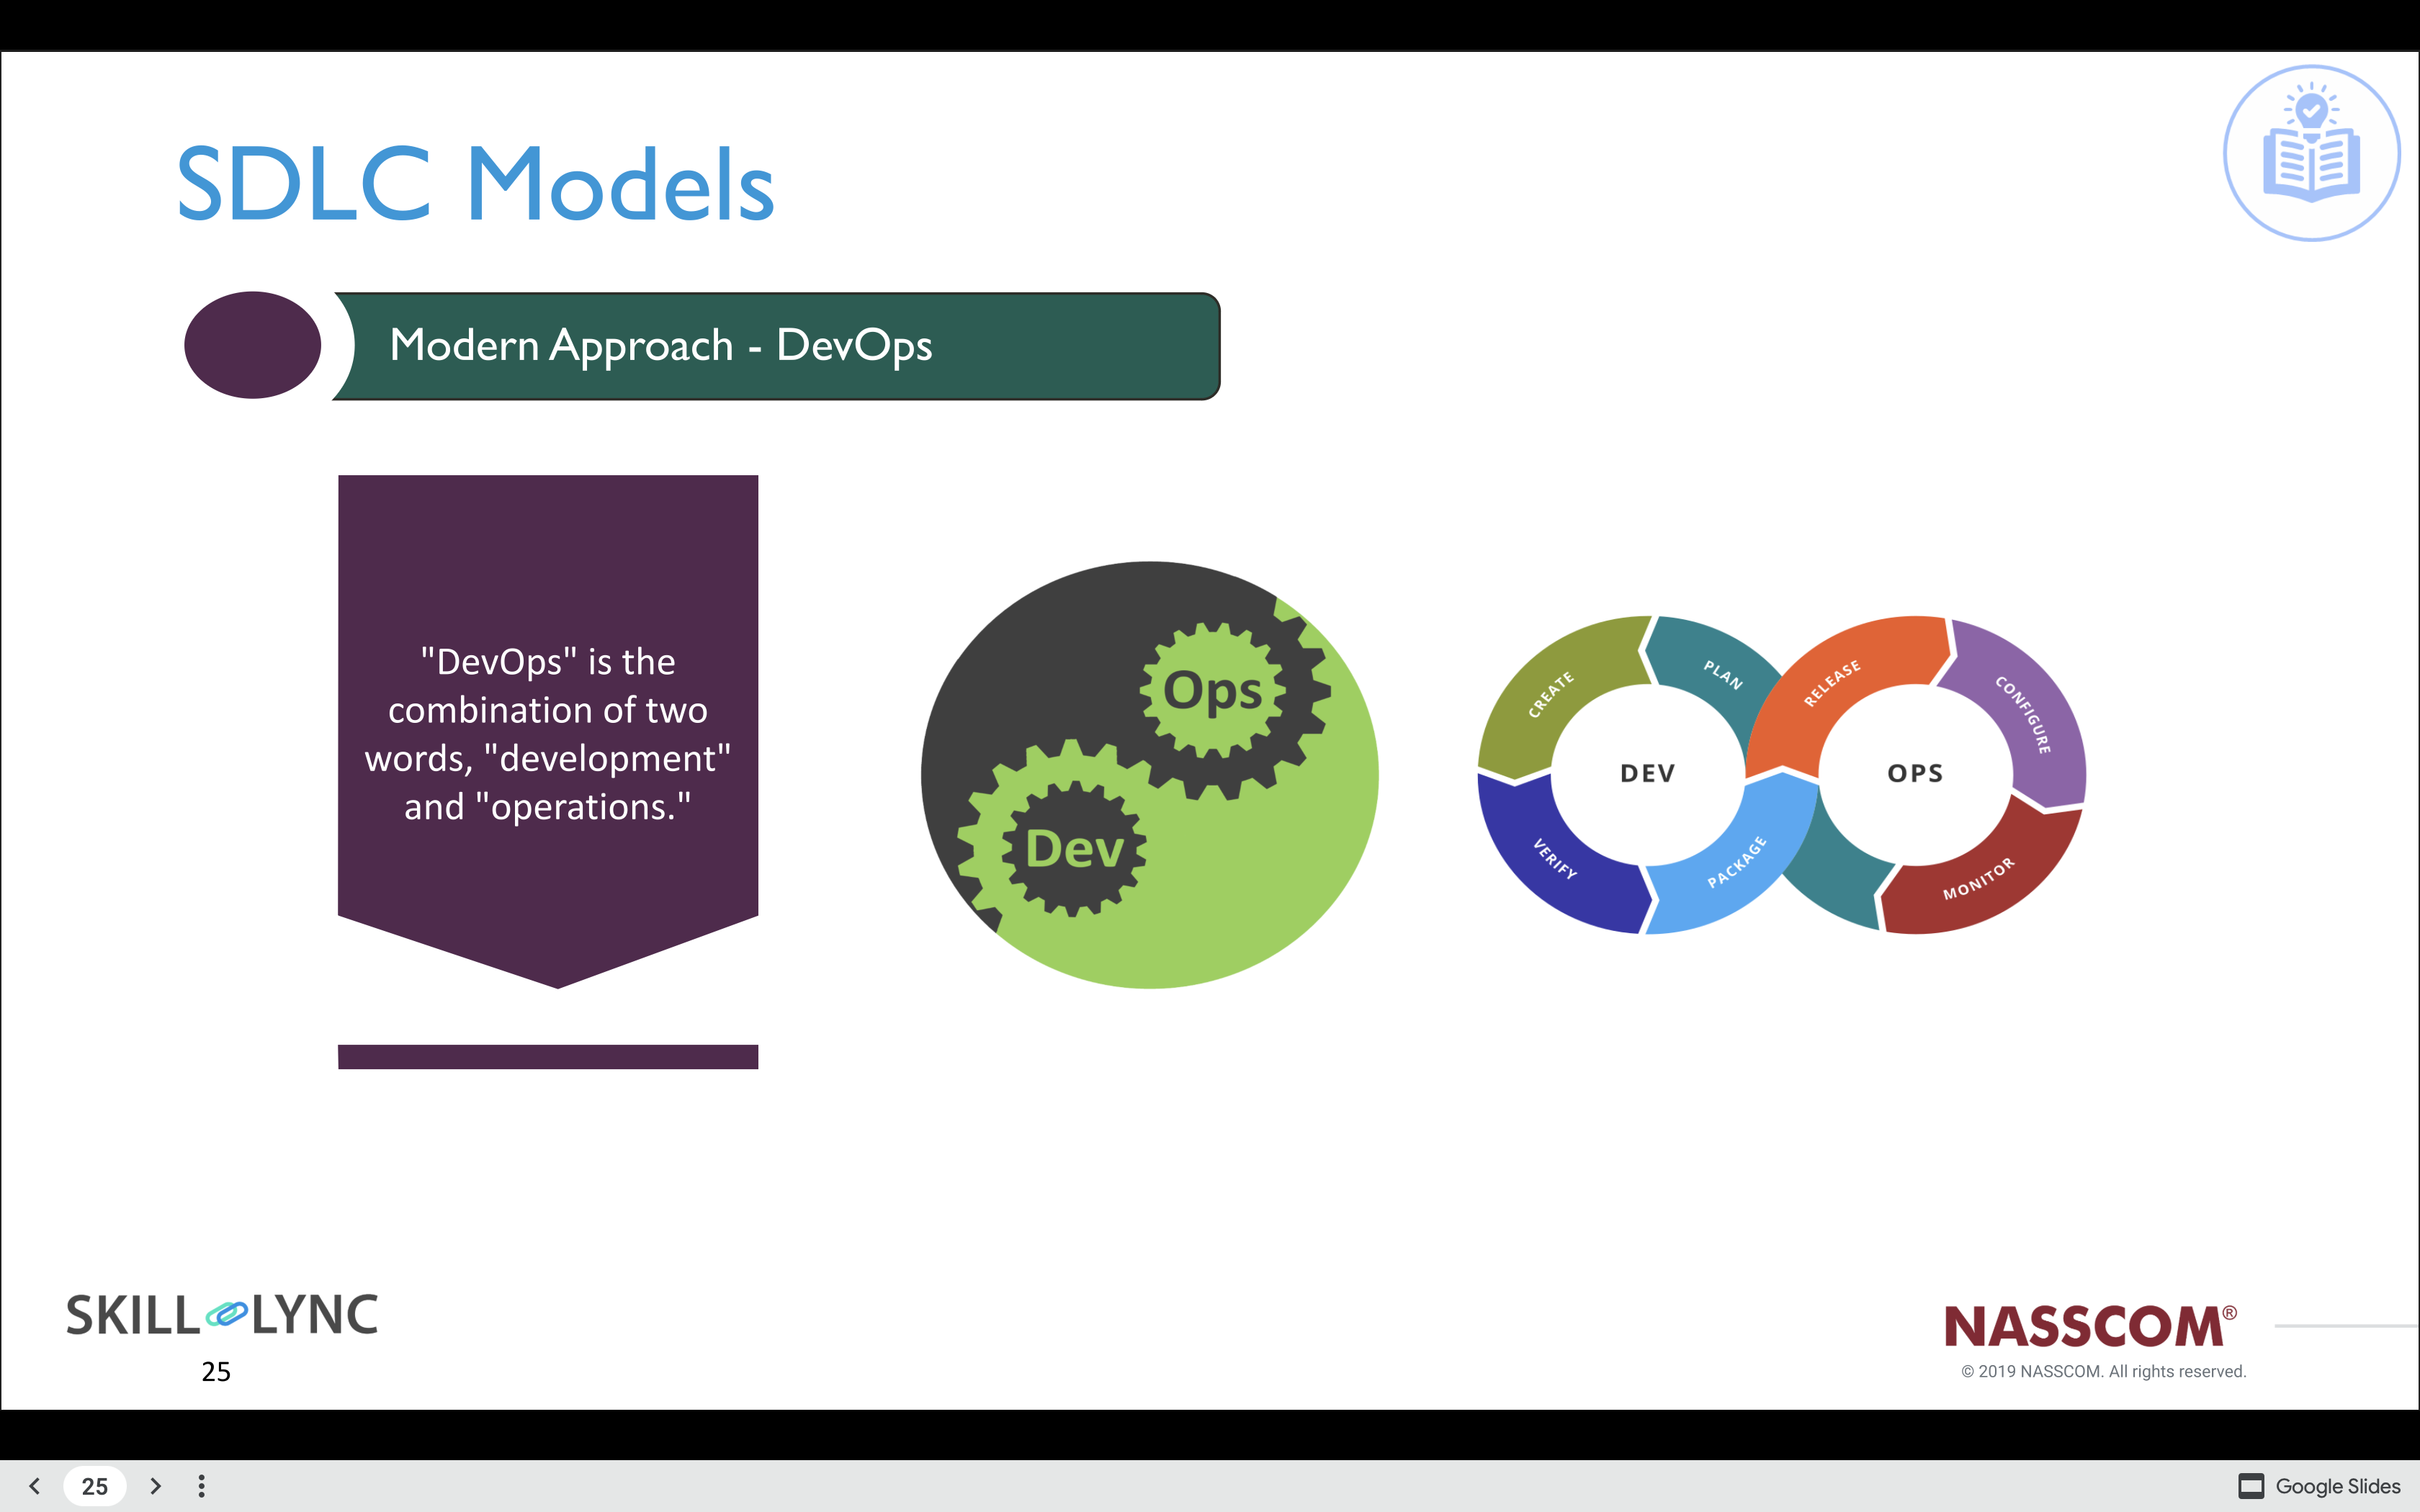 SDLC Models
Modern Approach - DevOps
"DevOps" is the
combination of two
words, "development"
and "operations."
Ops
Dev
CREATE
PLAN
RELEASE
CONFIGURE
DEV
OPS
VERIFY
PACKAGE
MONITOR
SKILL LYNC
25
NASSCOM®
© 2019 NASSCOM. All rights reserved.
25
Google Slides